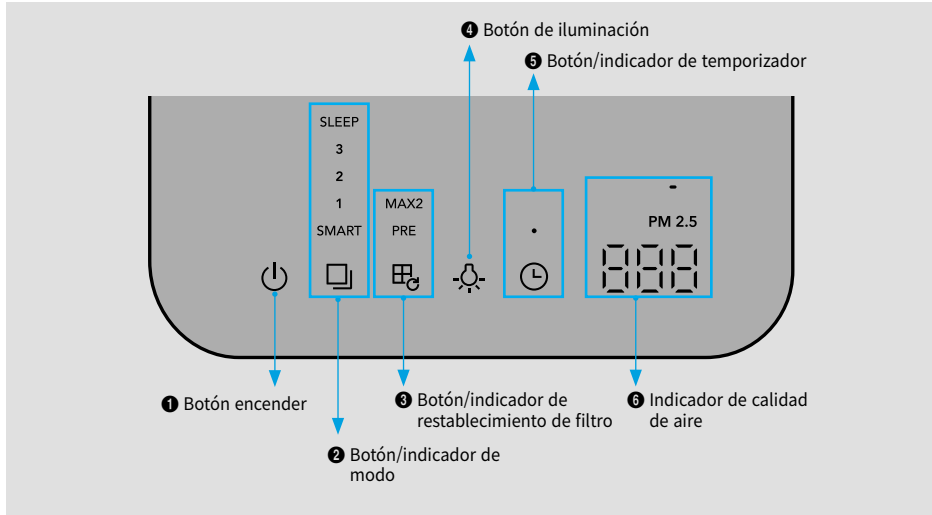 ❹ Botón de iluminación
❺ Botón/indicador de temporizador
SLEEP
3
2
1
SMART
MAX2
PRE
PM 2.5
888
❶ Botón encender
❷ Botón/indicador de
modo
❸ Botón/indicador de
restablecimiento de filtro
❻ Indicador de calidad
de aire